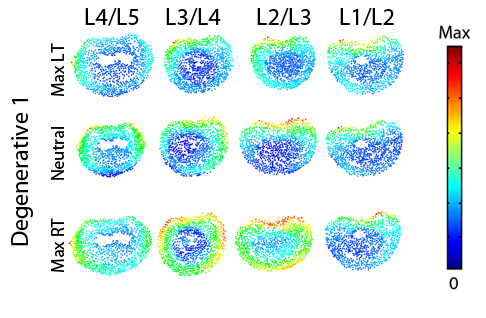 L4/L5 L3/L4 L2/L3 L1/L2
Max
Max LT
Neutral
Degenerative 1
Max RT
0